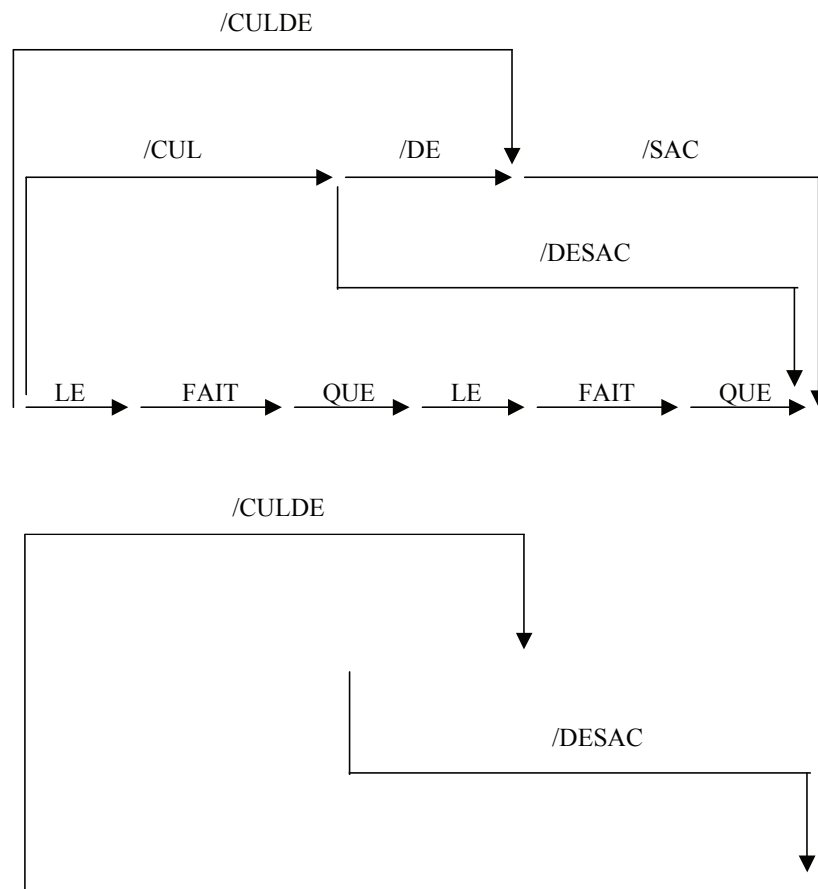 /CULDE
/CUL /DE /SAC
/DESAC
LE FAIT QUE LE FAIT QUE
/CULDE
/DESAC